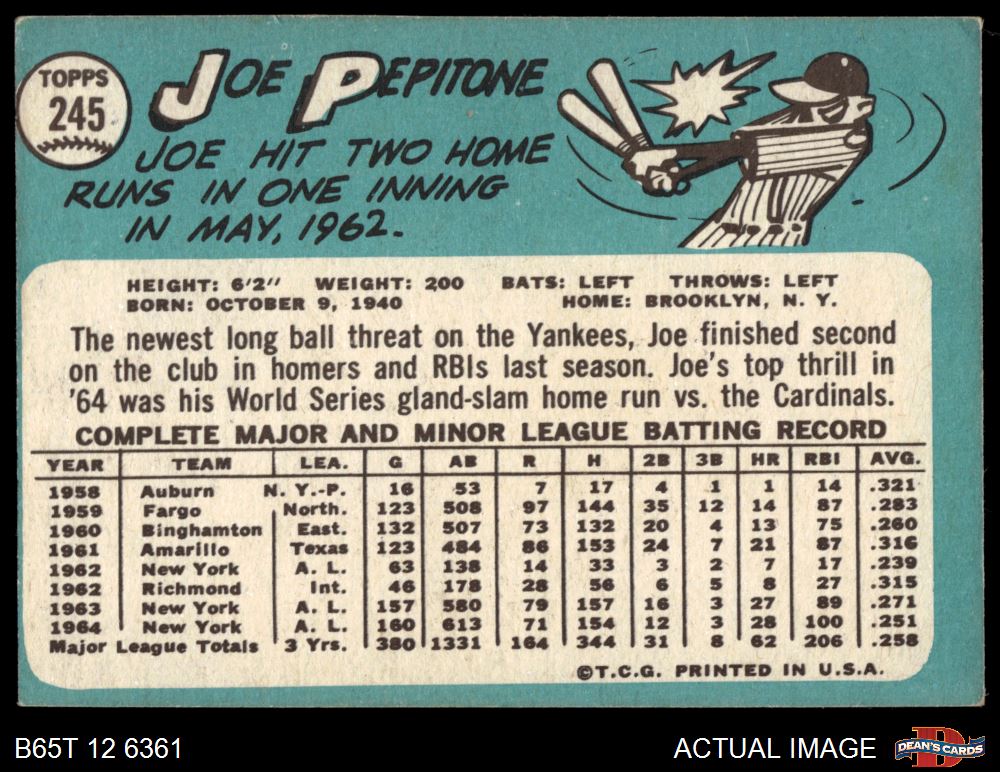 TOPPS
245
JOE PEPITONE
JOE HIT TWO HOME
RUNS IN ONE INNING
IN MAY, 1962.
HEIGHT: 6'2" WEIGHT: 200 BATS: LEFT THROWS: LEFT
BORN: OCTOBER 9, 1940 HOME: BROOKLYN, N. Y.
The newest long ball threat on the Yankees, Joe finished second
on the club in homers and RBIs last season. Joe's top thrill in
'64 was his World Series gland-slam home run vs. the Cardinals.
COMPLETE MAJOR AND MINOR LEAGUE BATTING RECORD
YEAR TEAM LEA. G AB R H 2B 3B HR RBI AVG.
1958 Auburn N. Y.-P. 16 53 7 17 4 1 1 14 .321
1959 Fargo North. 123 508 97 144 35 12 14 87 .283
1960 Binghamton East. 132 507 73 132 20 4 13 75 .260
1961 Amarillo Texas 123 484 86 153 24 7 21 87 .316
1962 New York A. L. 63 138 14 33 3 2 7 17 .239
1962 Richmond Int. 46 178 28 56 6 5 8 27 .315
1963 New York A. L. 157 580 79 157 16 3 27 89 .271
1964 New York A. L. 160 613 71 154 12 3 28 100 .251
Major League Totals 3 Yrs. 380 1331 164 344 31 8 62 206 .258
©T.C.G. PRINTED IN U.S.A.
B65T 12 6361 ACTUAL IMAGE D DEAN'S CARDS